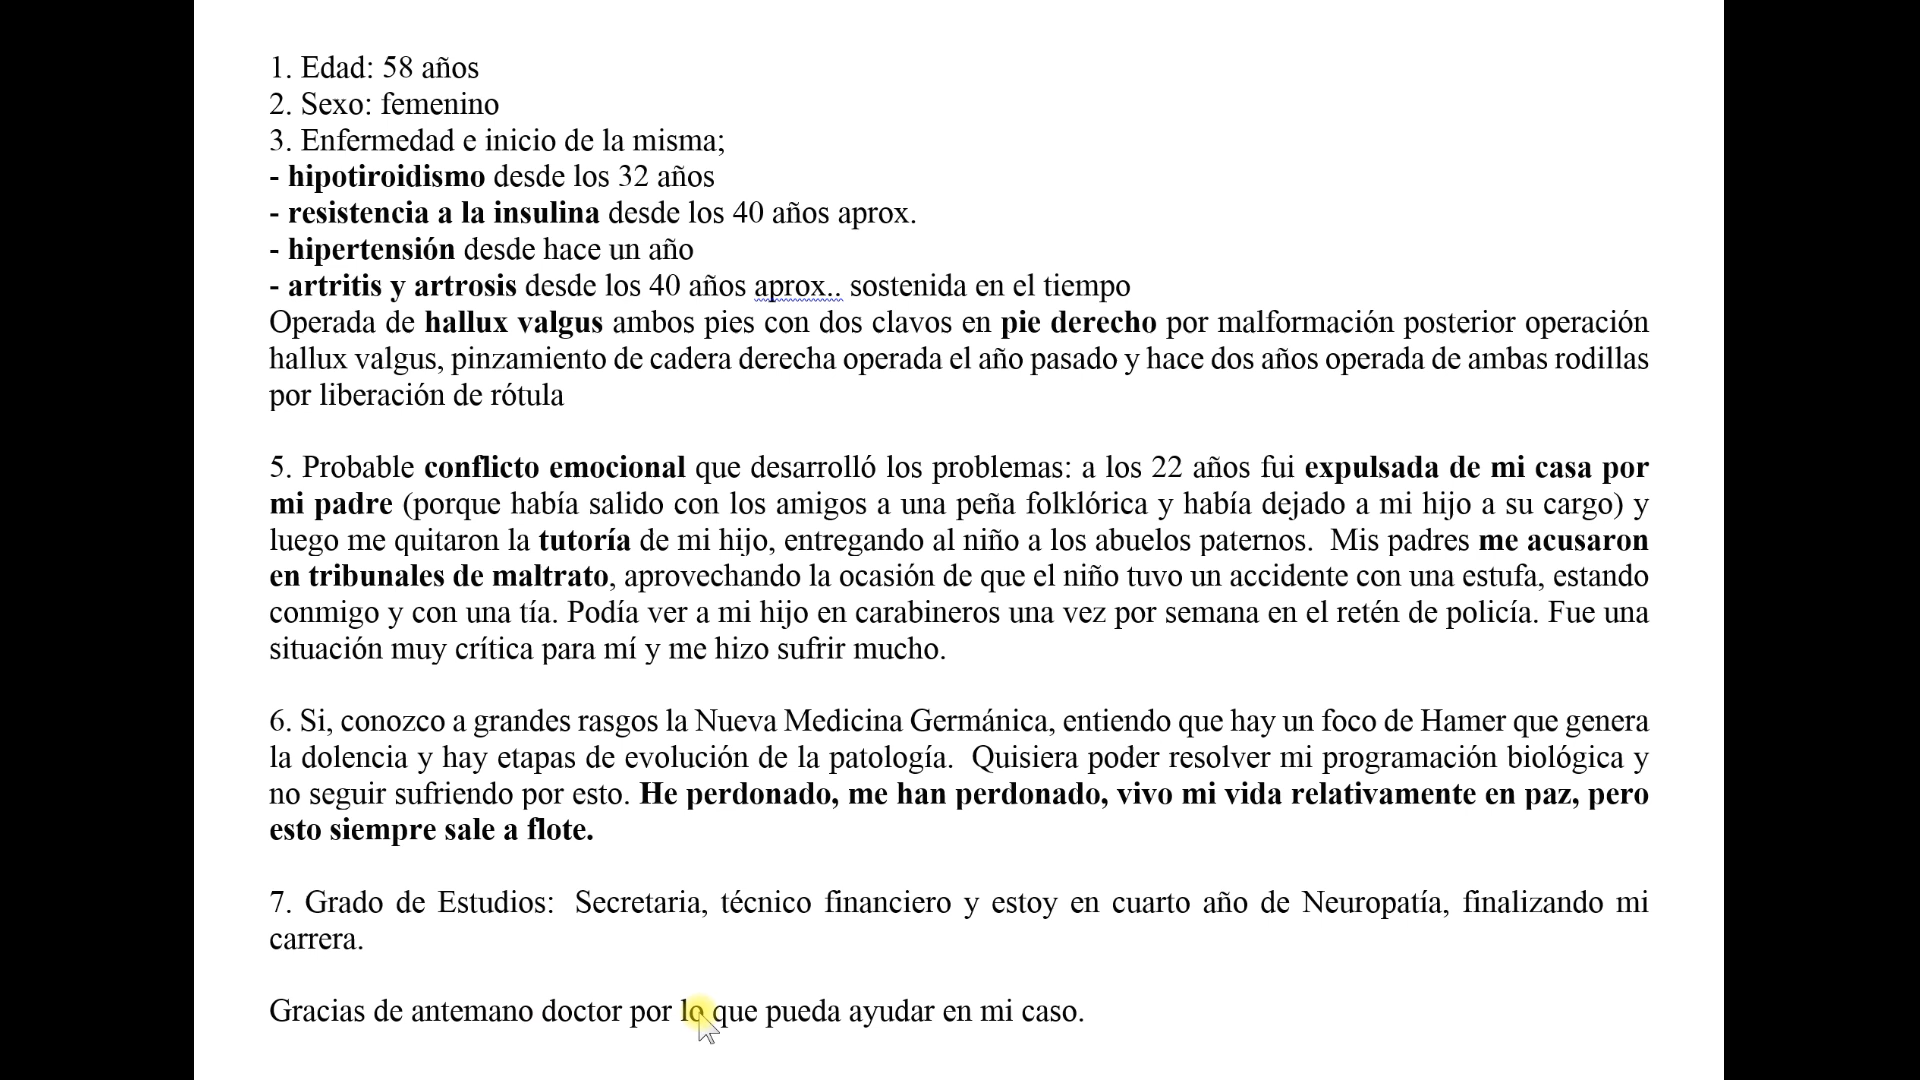 1. Edad: 58 años
2. Sexo: femenino
3. Enfermedad e inicio de la misma;
- hipotiroidismo desde los 32 años
- resistencia a la insulina desde los 40 años aprox.
- hipertensión desde hace un año
- artritis y artrosis desde los 40 años aprox.. sostenida en el tiempo
Operada de hallux valgus ambos pies con dos clavos en pie derecho por malformación posterior operación
hallux valgus, pinzamiento de cadera derecha operada el año pasado y hace dos años operada de ambas rodillas
por liberación de rótula
5. Probable conflicto emocional que desarrolló los problemas: a los 22 años fui expulsada de mi casa por
mi padre (porque había salido con los amigos a una peña folklórica y había dejado a mi hijo a su cargo) y
luego me quitaron la tutoría de mi hijo, entregando al niño a los abuelos paternos.  Mis padres me acusaron
en tribunales de maltrato, aprovechando la ocasión de que el niño tuvo un accidente con una estufa, estando
conmigo y con una tía. Podía ver a mi hijo en carabineros una vez por semana en el retén de policía. Fue una
situación muy crítica para mí y me hizo sufrir mucho.
6. Si, conozco a grandes rasgos la Nueva Medicina Germánica, entiendo que hay un foco de Hamer que genera
la dolencia y hay etapas de evolución de la patología.  Quisiera poder resolver mi programación biológica y
no seguir sufriendo por esto. He perdonado, me han perdonado, vivo mi vida relativamente en paz, pero
esto siempre sale a flote.
7. Grado de Estudios:  Secretaria, técnico financiero y estoy en cuarto año de Neuropatía, finalizando mi
carrera.
Gracias de antemano doctor por lo que pueda ayudar en mi caso.